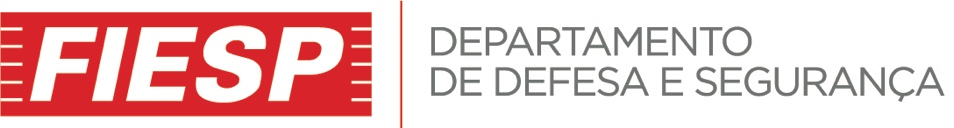 FIESP
DEPARTAMENTO
DE DEFESA E SEGURANÇA